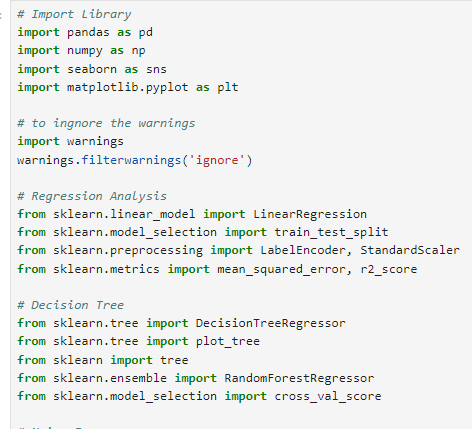 # Import Library
import pandas as pd
import numpy as np
import seaborn as sns
import matplotlib.pyplot as plt
# to ingnore the warnings
import warnings
warnings.filterwarnings('ignore')
# Regression Analysis
from sklearn.linear_model import LinearRegression
from sklearn.model_selection import train_test_split
from sklearn.preprocessing import LabelEncoder, StandardScaler
from sklearn.metrics import mean_squared_error, r2_score
# Decision Tree
from sklearn.tree import DecisionTreeRegressor
from sklearn.tree import plot_tree
from sklearn import tree
from sklearn.ensemble import RandomForestRegressor
from sklearn.model_selection import cross_val_score